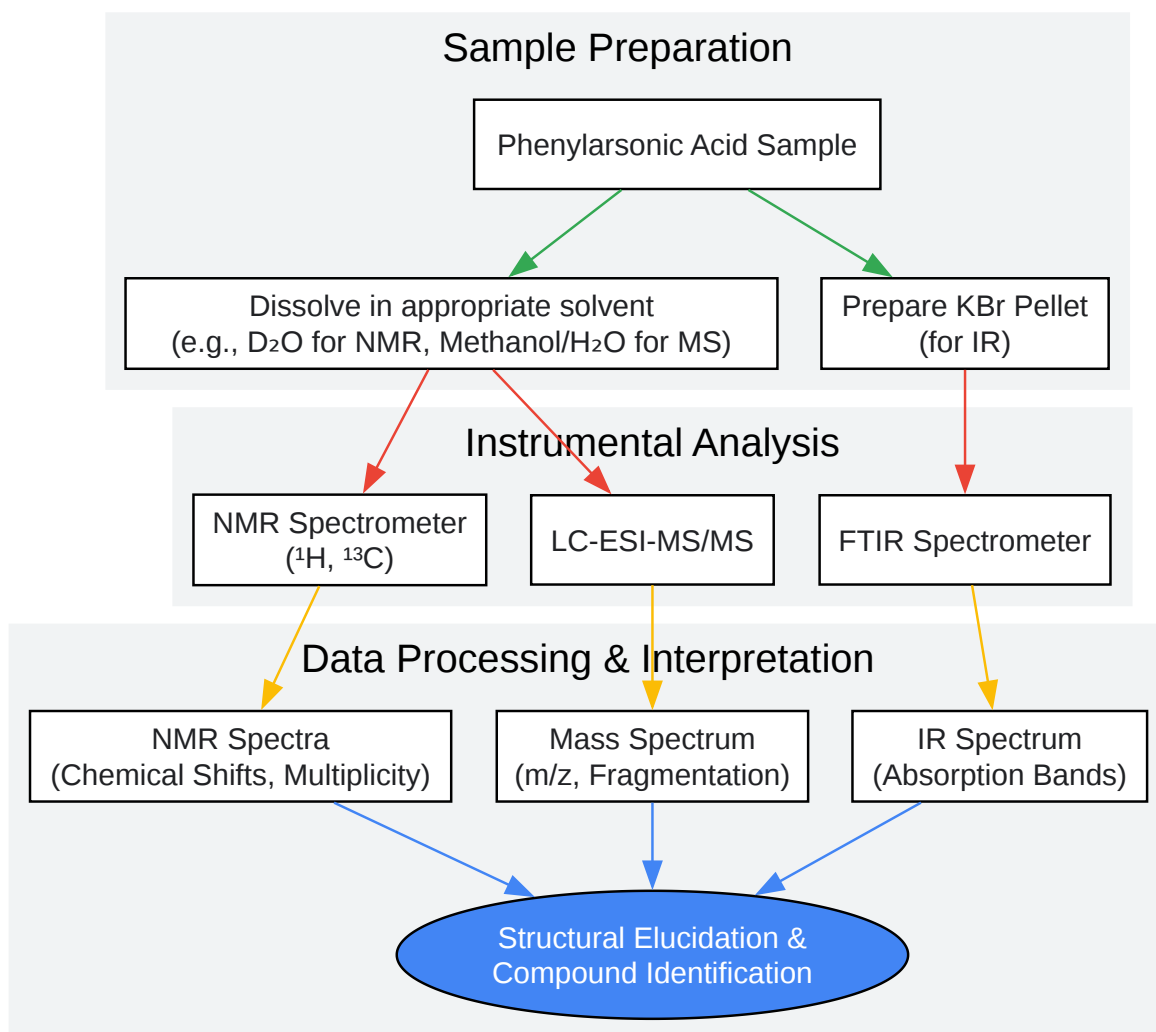 Sample Preparation
Phenylarsonic Acid Sample
Dissolve in appropriate solvent
(e.g., D₂O for NMR, Methanol/H₂O for MS)
Prepare KBr Pellet
(for IR)
Instrumental Analysis
NMR Spectrometer
(¹H, ¹³C)
LC-ESI-MS/MS
FTIR Spectrometer
Data Processing & Interpretation
NMR Spectra
(Chemical Shifts, Multiplicity)
Mass Spectrum
(m/z, Fragmentation)
IR Spectrum
(Absorption Bands)
Structural Elucidation &
Compound Identification